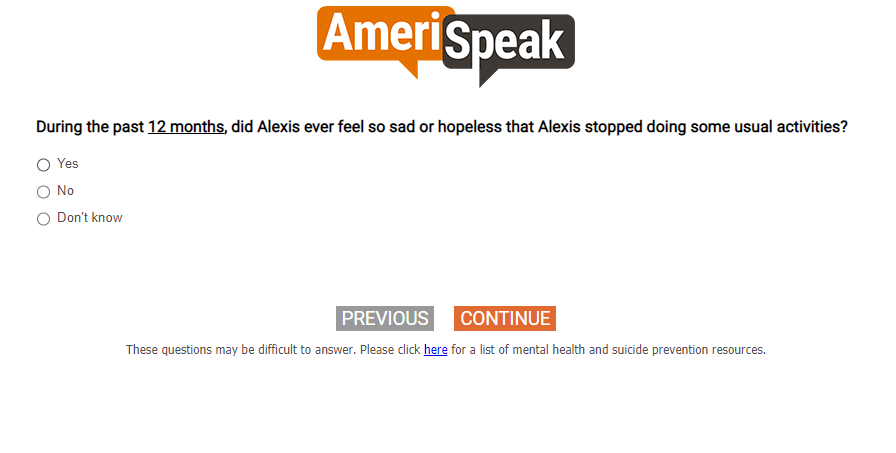 AmeriSpeak
During the past 12 months, did Alexis ever feel so sad or hopeless that Alexis stopped doing some usual activities?
Yes
No
Don't know
PREVIOUS CONTINUE
These questions may be difficult to answer. Please click here for a list of mental health and suicide prevention resources.